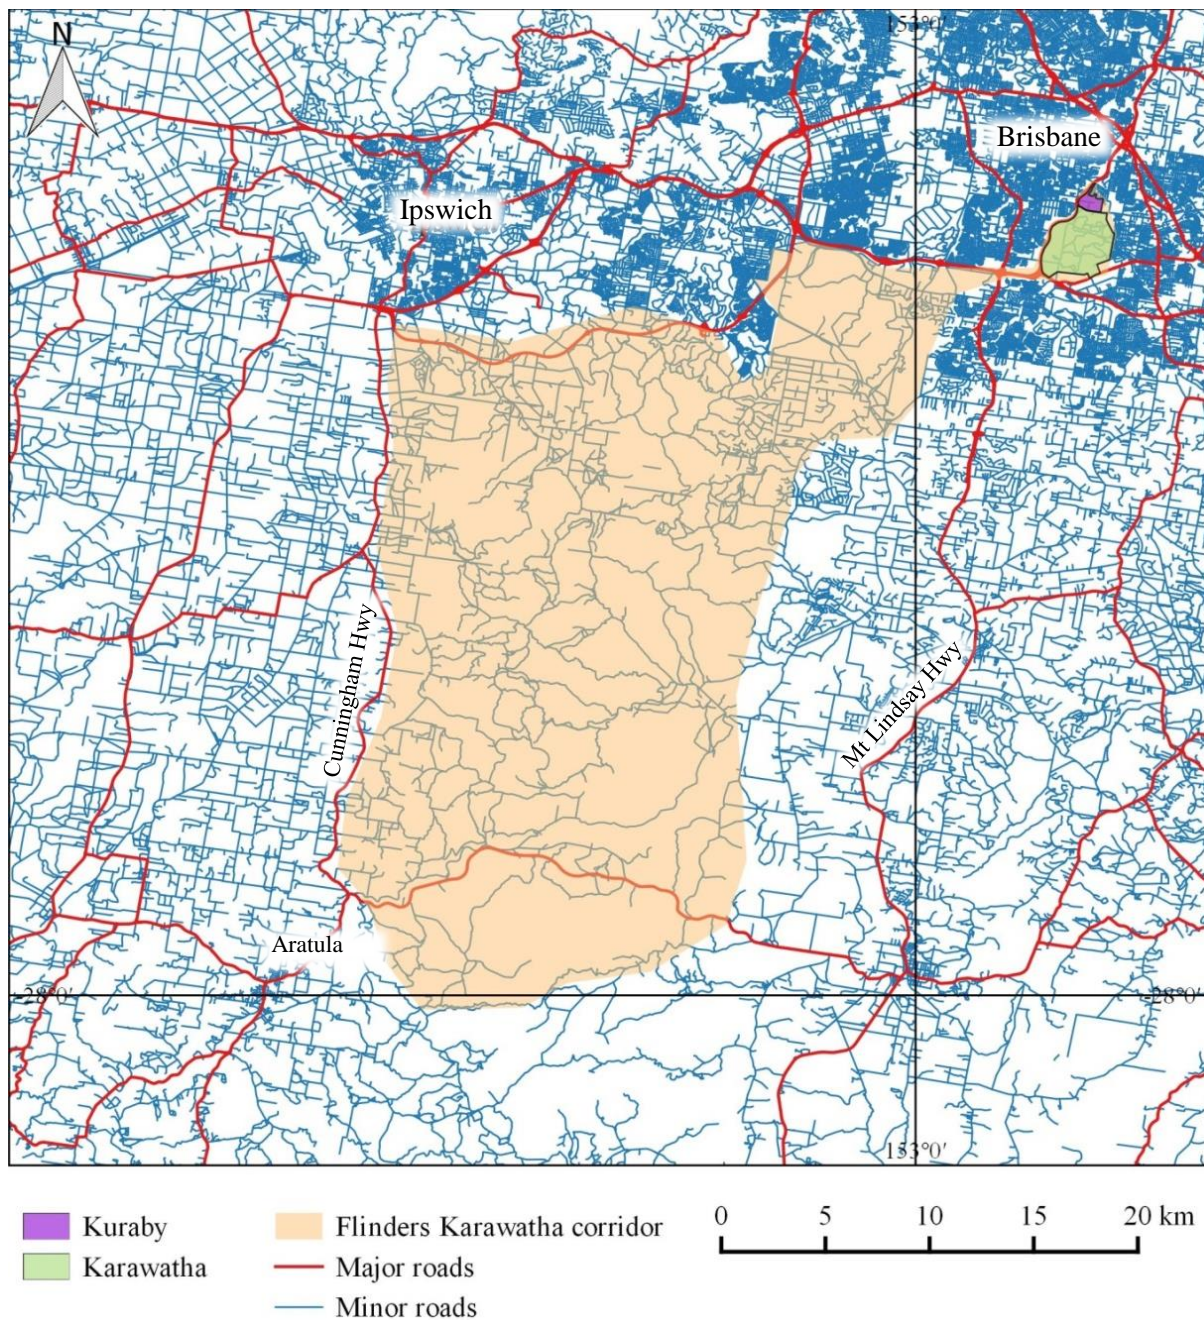 N
153°0'
Brisbane
Ipswich
Cunningham Hwy
Mt Lindsay Hwy
Aratula
-28°0'
-28°0'
153°0'
Kuraby
Karawatha
Flinders Karawatha corridor
Major roads
Minor roads
0 5 10 15 20 km